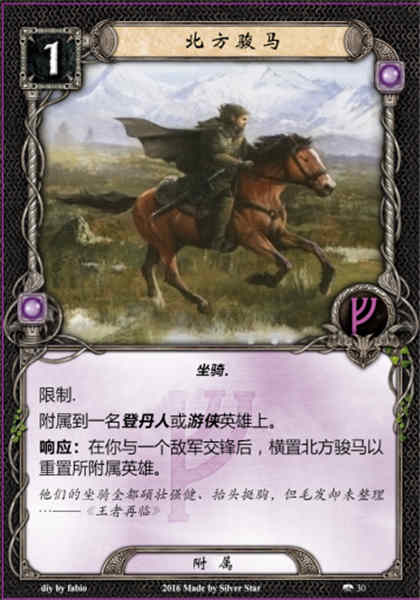 1
北方骏马
坐骑.
限制.
附属到一名登丹人或游侠英雄上。
响应：在你与一个敌军交锋后，横置北方骏马以
重置所附属英雄。
他们的坐骑全都硕壮强健、抬头挺胸，但毛发却未整理
…——《王者再临》
附属
diy by fabio
2016 Made by Silver Star
30